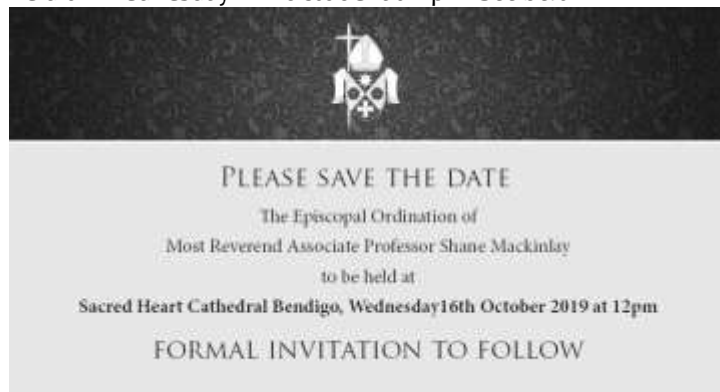 PLEASE SAVE THE DATE
The Episcopal Ordination of
Most Reverend Associate Professor Shane Mackinlay
to be held at
Sacred Heart Cathedral Bendigo, Wednesday16th October 2019 at 12pm
FORMAL INVITATION TO FOLLOW